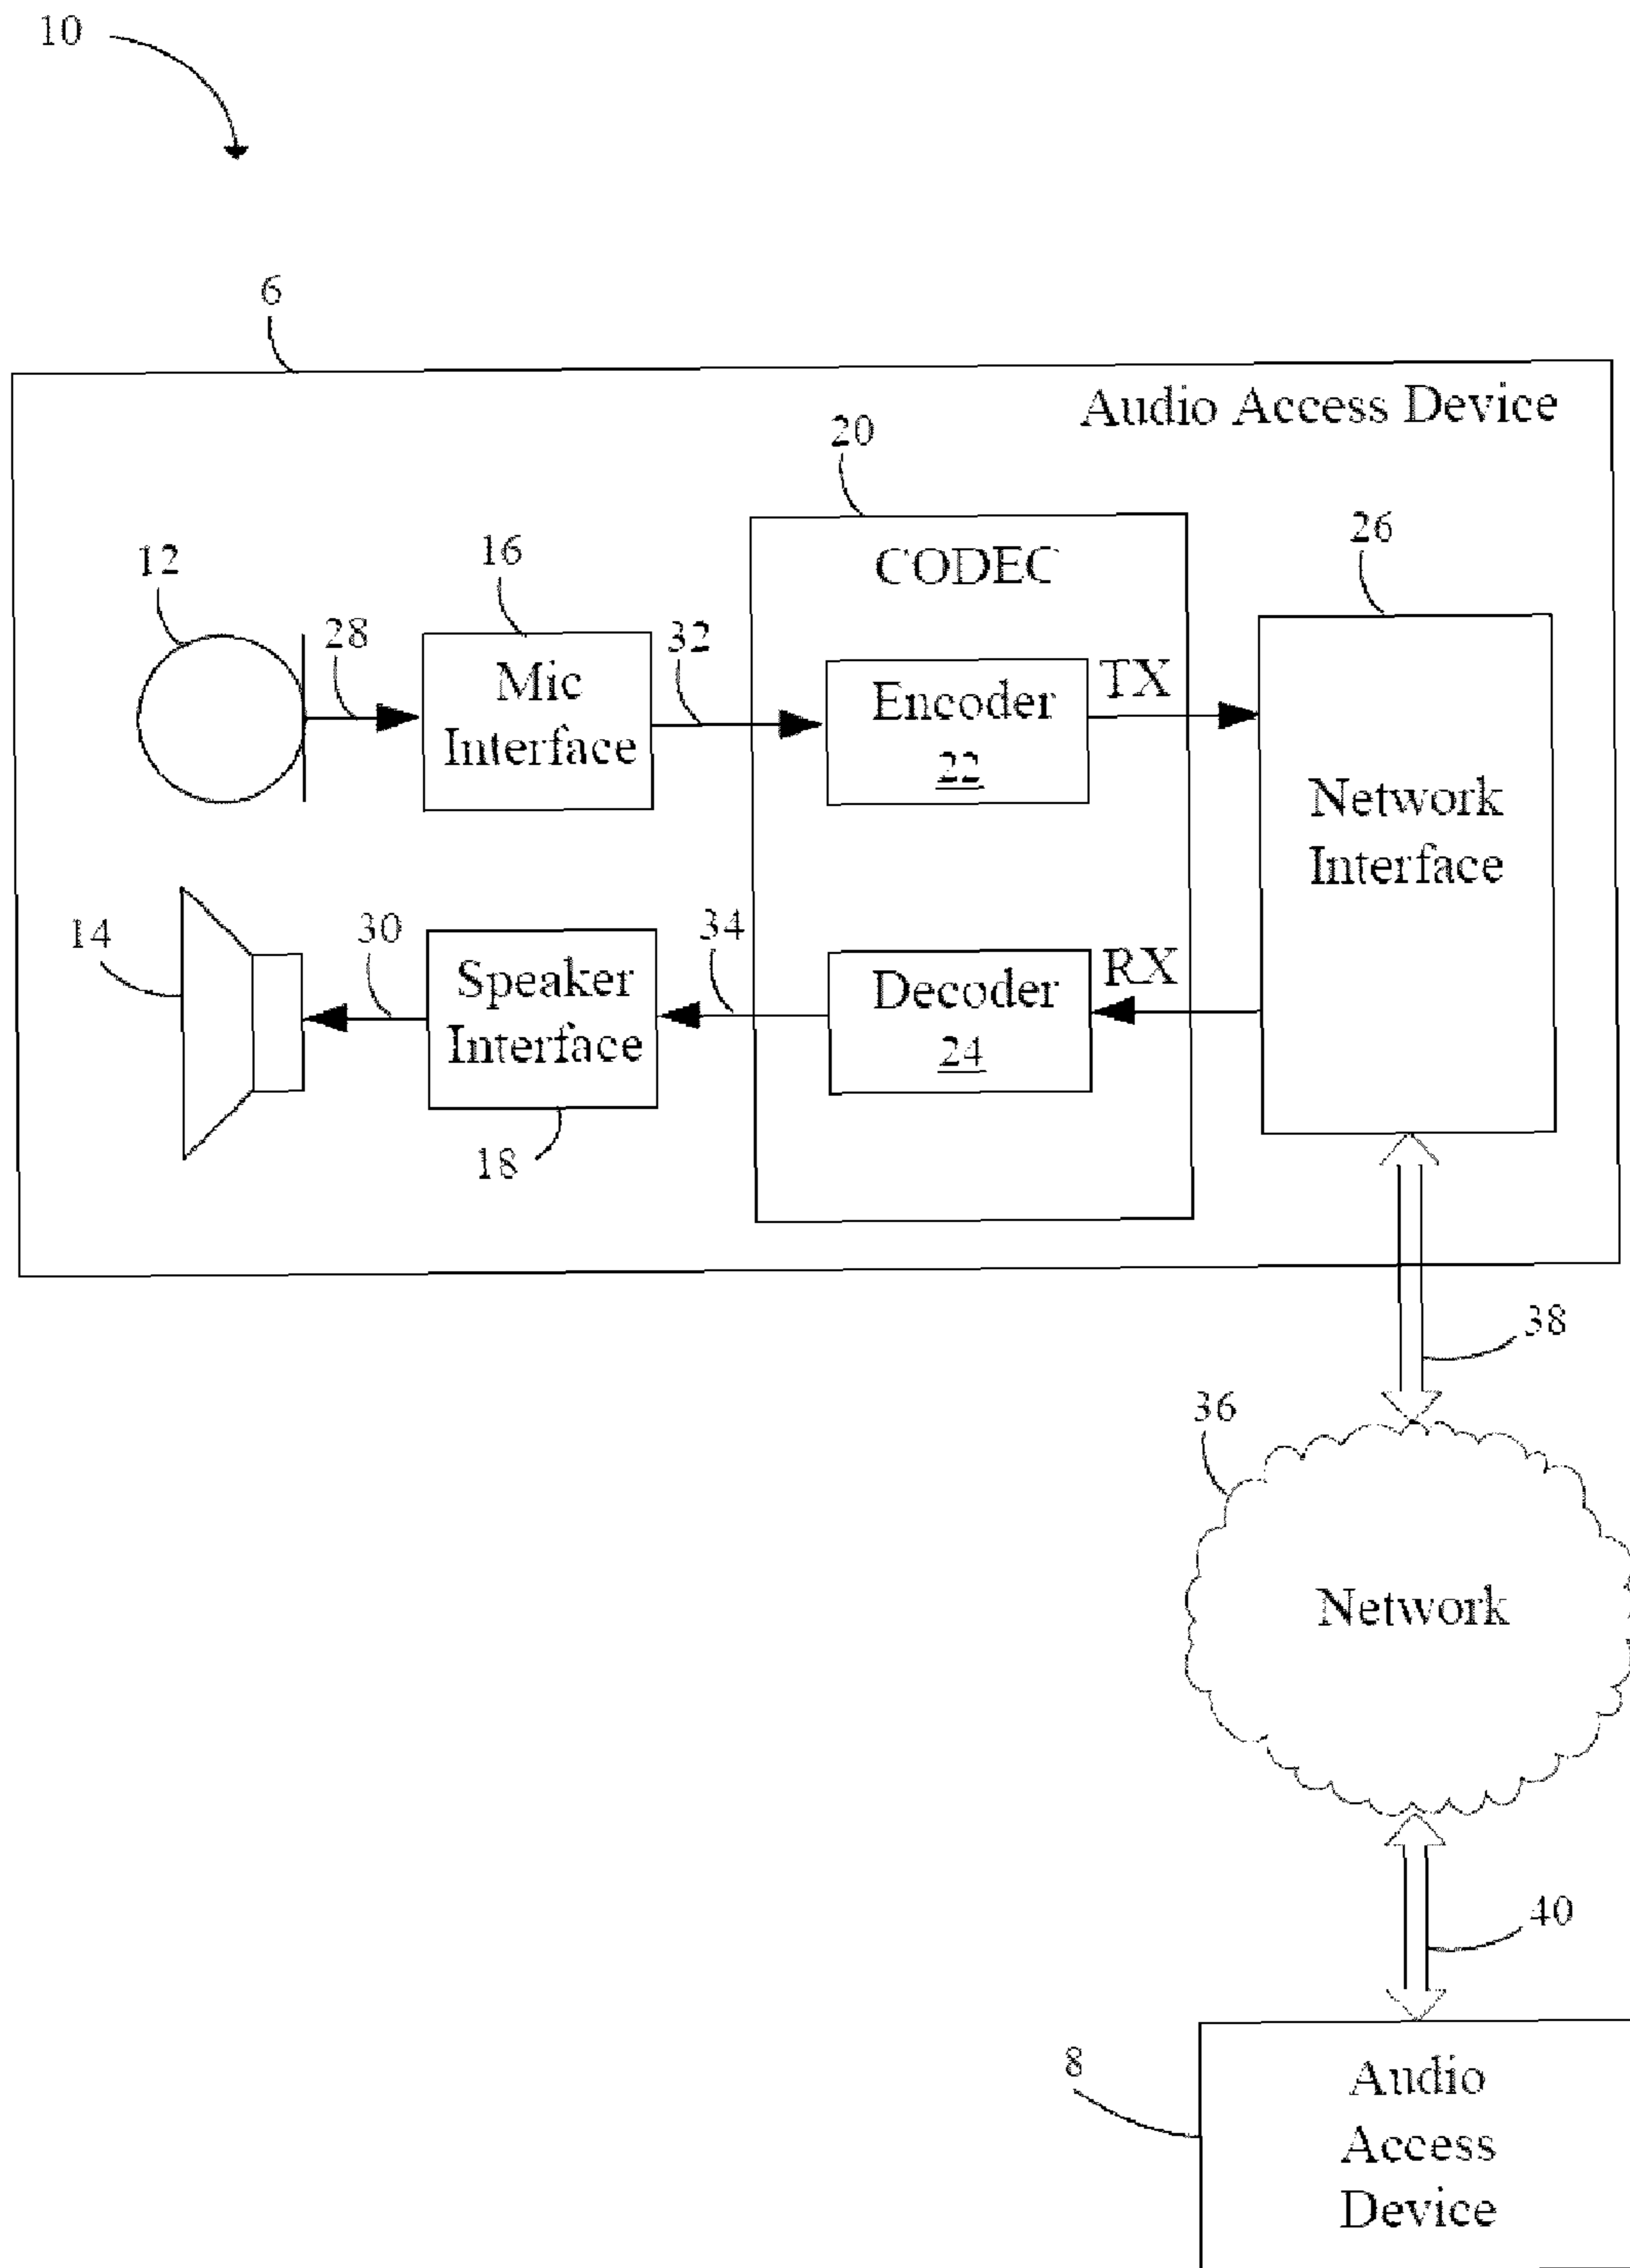 10
6
Audio Access Device
20
CODEC
26
12
28
16
Mic
Interface
32
Encoder
22
TX
Network
Interface
14
30
Speaker
Interface
18
34
Decoder
24
RX
38
36
Network
40
8
Audio
Access
Device